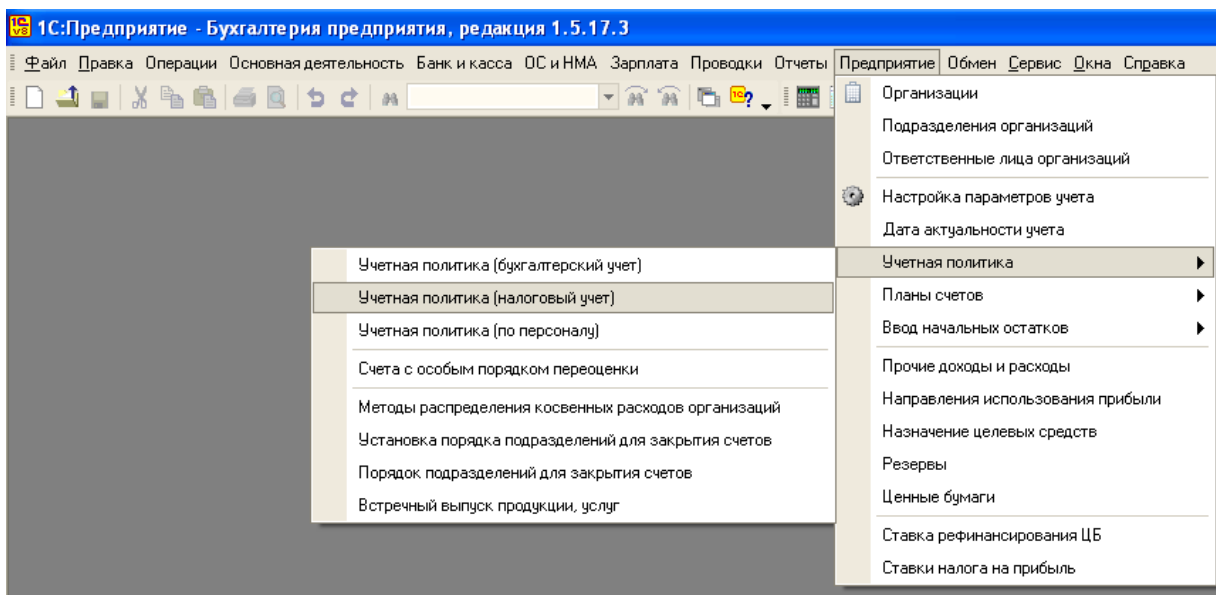 1С:Предприятие - Бухгалтерия предприятия, редакция 1.5.17.3
Файл Правка Операции Основная деятельность Банк и касса ОС и НМА Зарплата Проводки Отчеты Предприятие Обмен Сервис Окна Справка
Организации
Подразделения организаций
Ответственные лица организаций
Настройка параметров учета
Дата актуальности учета
Учетная политика
Планы счетов
Ввод начальных остатков
Прочие доходы и расходы
Направления использования прибыли
Назначение целевых средств
Резервы
Ценные бумаги
Ставка рефинансирования ЦБ
Ставки налога на прибыль
Учетная политика (бухгалтерский учет)
Учетная политика (налоговый учет)
Учетная политика (по персоналу)
Счета с особым порядком переоценки
Методы распределения косвенных расходов организаций
Установка порядка подразделений для закрытия счетов
Порядок подразделений для закрытия счетов
Встречный выпуск продукции, услуг